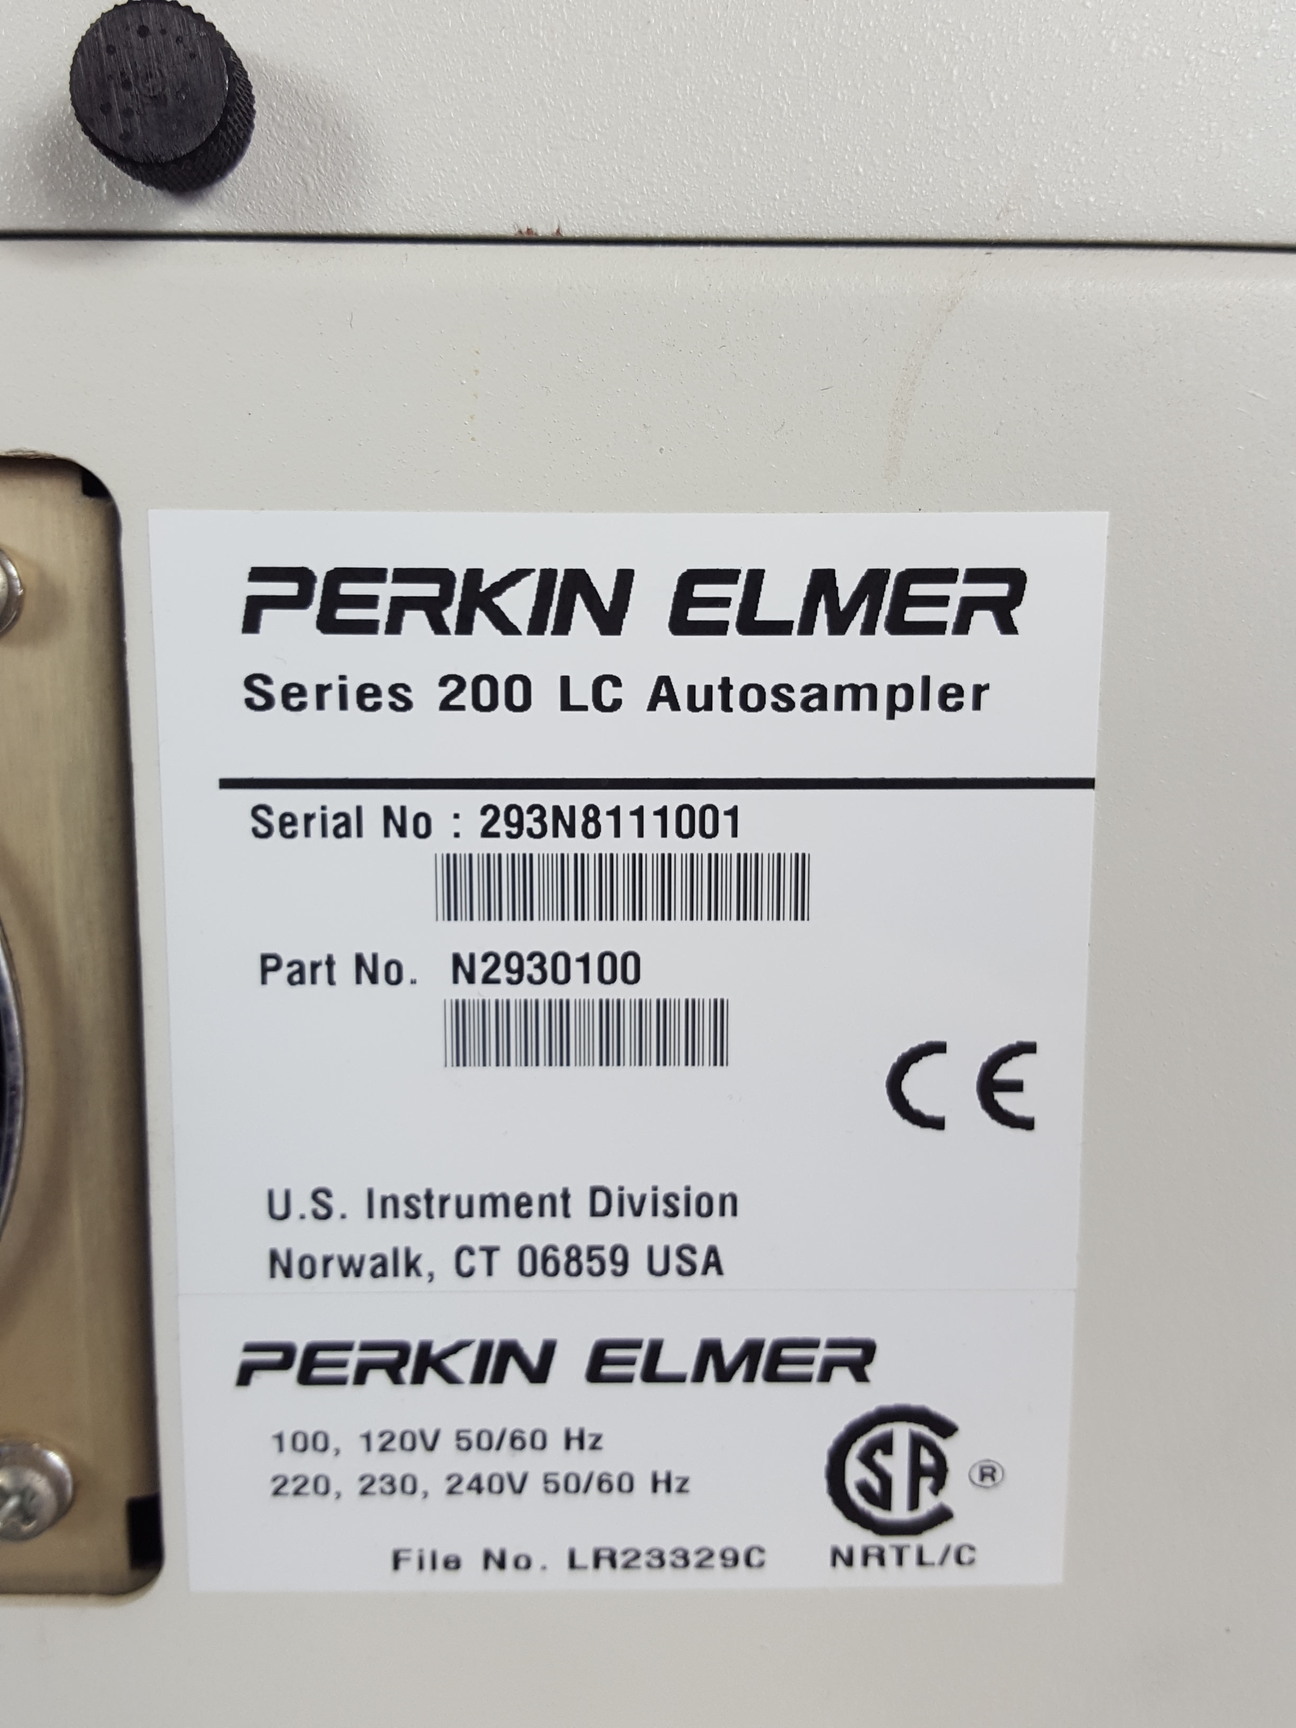 PERKIN ELMER
Series 200 LC Autosampler
Serial No : 293N8111001
Part No. N2930100
CE
U.S. Instrument Division
Norwalk, CT 06859 USA
PERKIN ELMER
100, 120V 50/60 Hz
220, 230, 240V 50/60 Hz
CSA ®
File No. LR23329C
NRTL/C